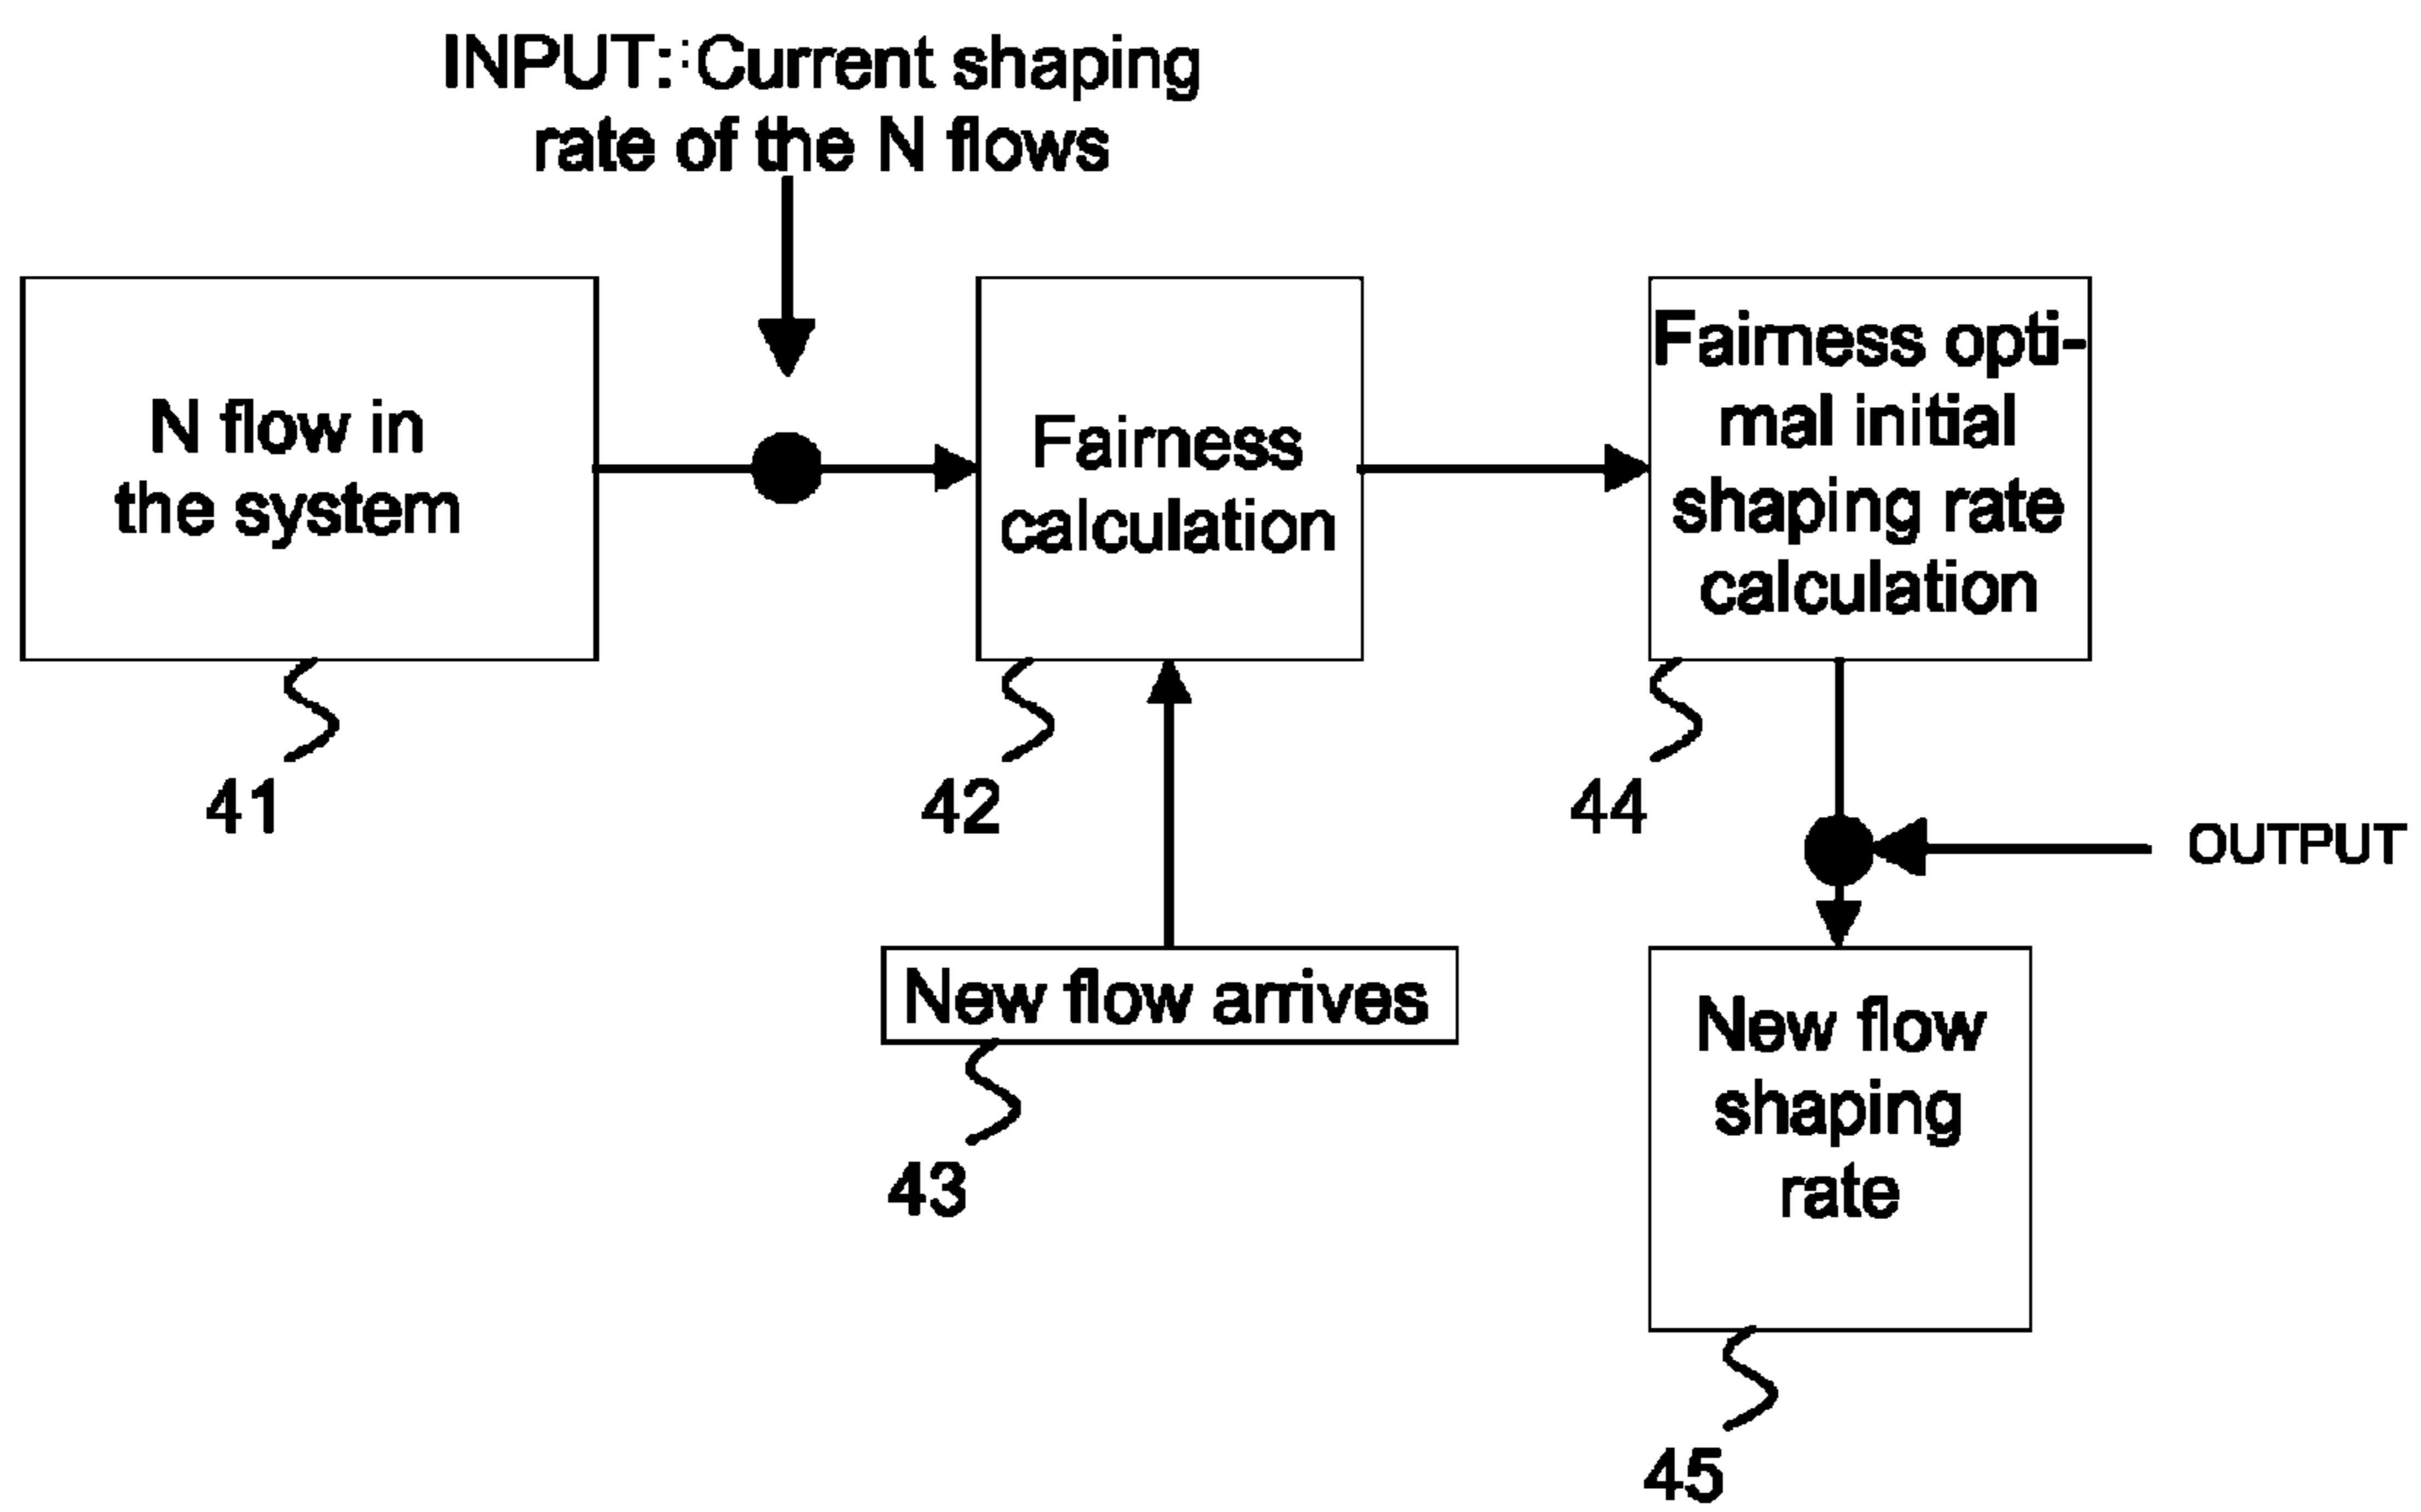 INPUT: :Current shaping
rate of the N flows
N flow in
the system
Fairness
calculation
Fairness opti-
mal initial
shaping rate
calculation
41
42
44
OUTPUT
New flow arrives
43
New flow
shaping
rate
45